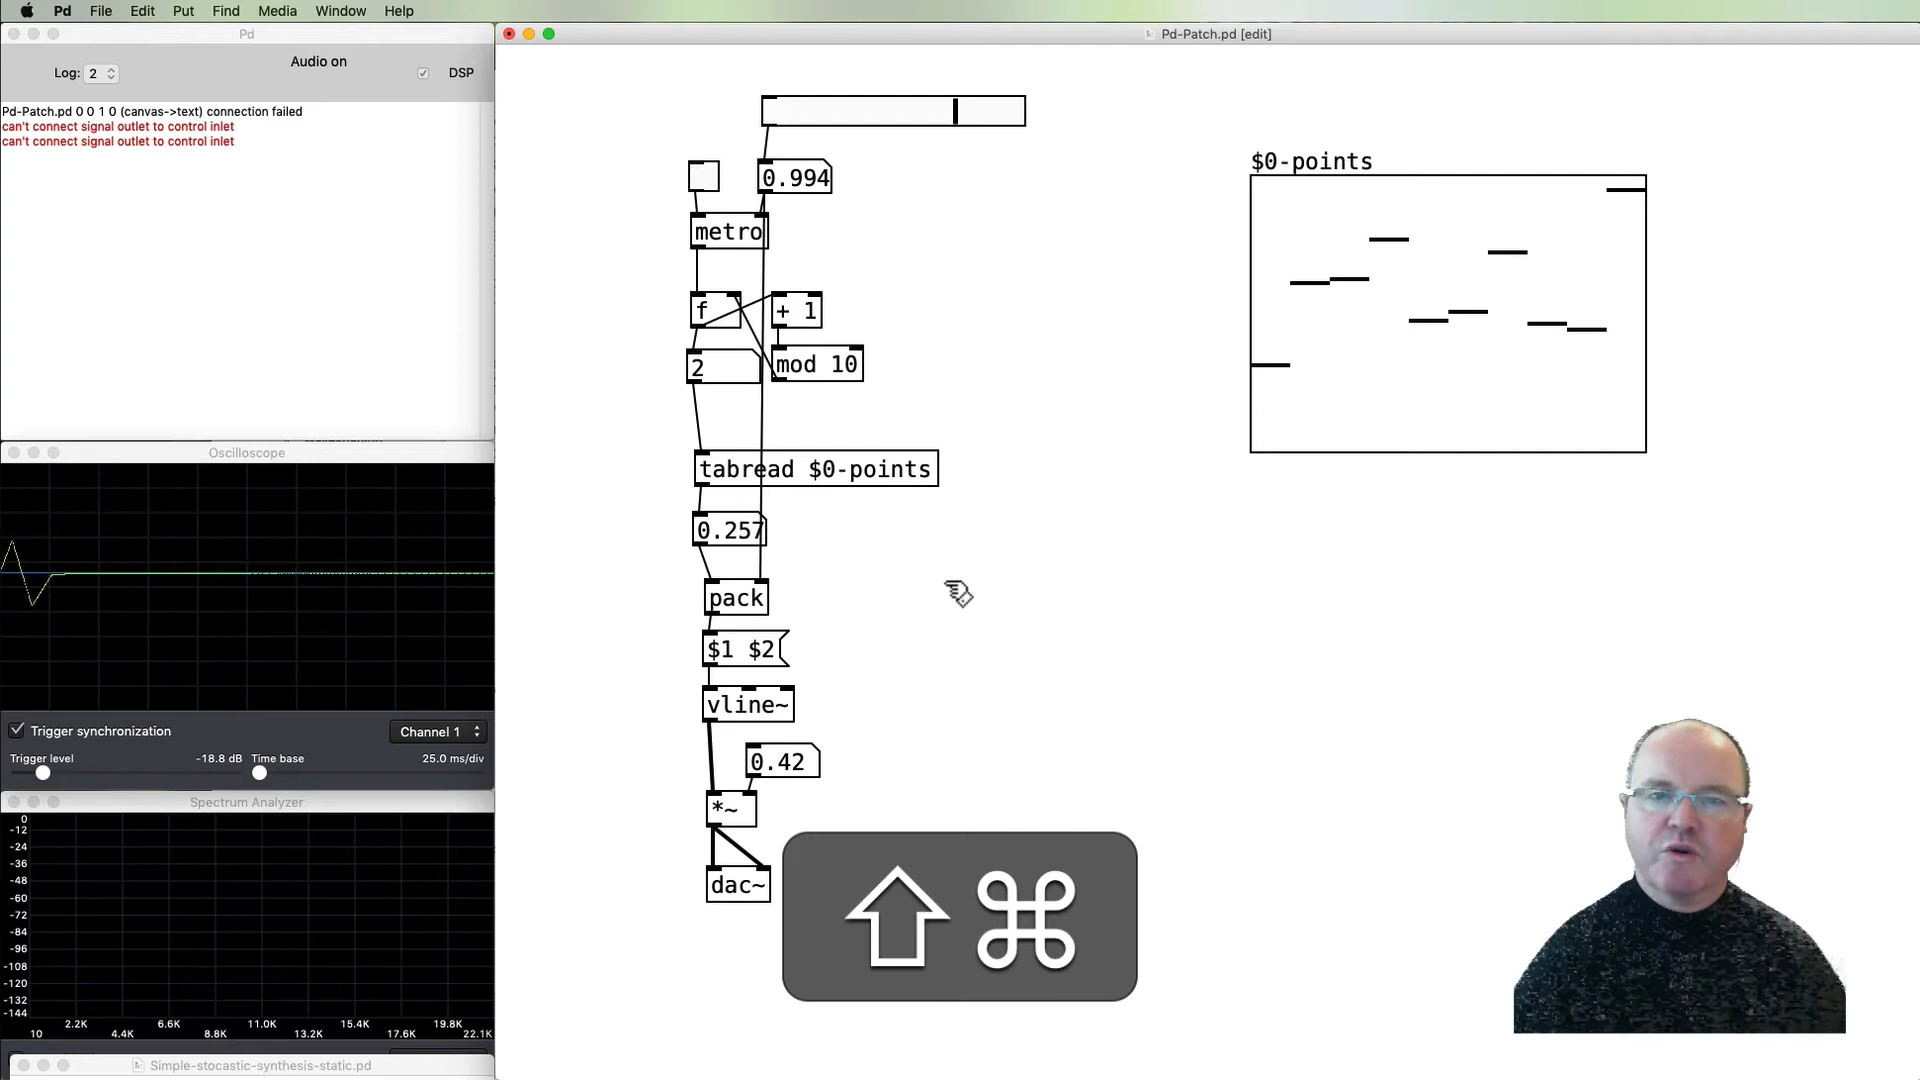 Pd File Edit Put Find Media Window Help
Pd
Audio on
Log: 2
DSP
Pd-Patch.pd 0 0 1 0 (canvas->text) connection failed
can't connect signal outlet to control inlet
can't connect signal outlet to control inlet
Oscilloscope
Trigger synchronization
Channel 1
Trigger level -18.8 dB Time base 25.0 ms/div
Spectrum Analyzer
0
-12
-24
-36
-48
-60
-72
-84
-96
-108
-120
-132
-144
2.2K 6.6K 11.0K 15.4K 19.8K
10 4.4K 8.8K 13.2K 17.6K 22.1K
Simple-stocastic-synthesis-static.pd
Pd-Patch.pd [edit]
0.994
metro
f
+ 1
2
mod 10
tabread $0-points
0.257
pack
$1 $2
vline~
0.42
*~
dac~
$0-points